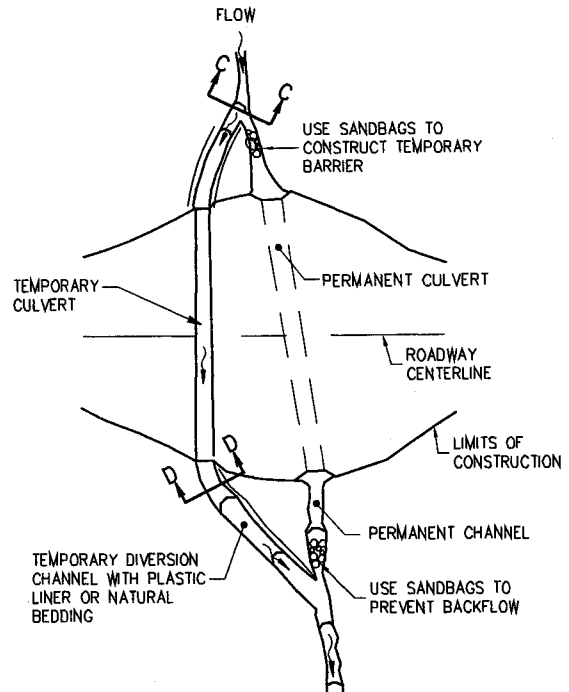 FLOW
C
C
USE SANDBAGS TO
CONSTRUCT TEMPORARY
BARRIER
TEMPORARY
CULVERT
PERMANENT CULVERT
ROADWAY
CENTERLINE
LIMITS OF
CONSTRUCTION
D
D
PERMANENT CHANNEL
TEMPORARY DIVERSION
CHANNEL WITH PLASTIC
LINER OR NATURAL
BEDDING
USE SANDBAGS TO
PREVENT BACKFLOW